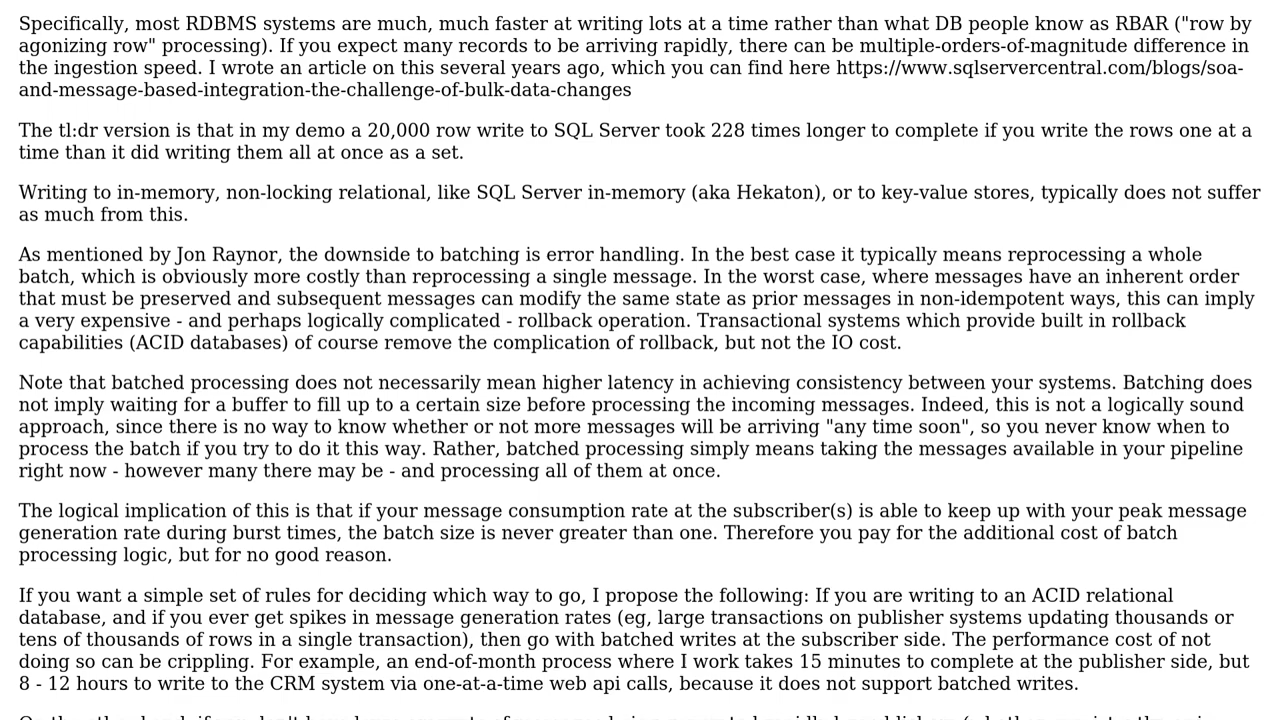 Specifically, most RDBMS systems are much, much faster at writing lots at a time rather than what DB people know as RBAR ("row by
agonizing row" processing). If you expect many records to be arriving rapidly, there can be multiple-orders-of-magnitude difference in
the ingestion speed. I wrote an article on this several years ago, which you can find here https://www.sqlservercentral.com/blogs/soa-
and-message-based-integration-the-challenge-of-bulk-data-changes
The tl:dr version is that in my demo a 20,000 row write to SQL Server took 228 times longer to complete if you write the rows one at a
time than it did writing them all at once as a set.
Writing to in-memory, non-locking relational, like SQL Server in-memory (aka Hekaton), or to key-value stores, typically does not suffer
as much from this.
As mentioned by Jon Raynor, the downside to batching is error handling. In the best case it typically means reprocessing a whole
batch, which is obviously more costly than reprocessing a single message. In the worst case, where messages have an inherent order
that must be preserved and subsequent messages can modify the same state as prior messages in non-idempotent ways, this can imply
a very expensive - and perhaps logically complicated - rollback operation. Transactional systems which provide built in rollback
capabilities (ACID databases) of course remove the complication of rollback, but not the IO cost.
Note that batched processing does not necessarily mean higher latency in achieving consistency between your systems. Batching does
not imply waiting for a buffer to fill up to a certain size before processing the incoming messages. Indeed, this is not a logically sound
approach, since there is no way to know whether or not more messages will be arriving "any time soon", so you never know when to
process the batch if you try to do it this way. Rather, batched processing simply means taking the messages available in your pipeline
right now - however many there may be - and processing all of them at once.
The logical implication of this is that if your message consumption rate at the subscriber(s) is able to keep up with your peak message
generation rate during burst times, the batch size is never greater than one. Therefore you pay for the additional cost of batch
processing logic, but for no good reason.
If you want a simple set of rules for deciding which way to go, I propose the following: If you are writing to an ACID relational
database, and if you ever get spikes in message generation rates (eg, large transactions on publisher systems updating thousands or
tens of thousands of rows in a single transaction), then go with batched writes at the subscriber side. The performance cost of not
doing so can be crippling. For example, an end-of-month process where I work takes 15 minutes to complete at the publisher side, but
8 - 12 hours to write to the CRM system via one-at-a-time web api calls, because it does not support batched writes.